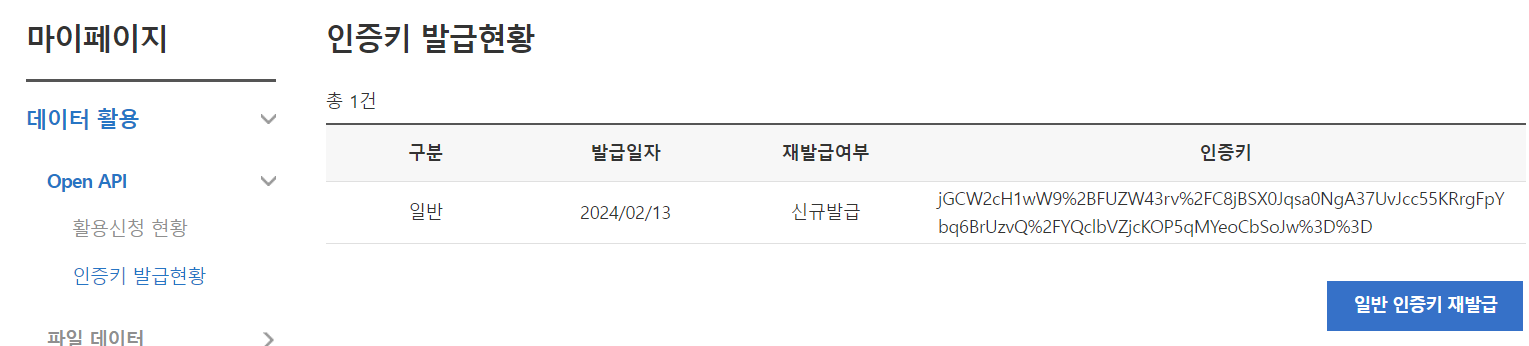 마이페이지
데이터 활용
Open API
활용신청 현황
인증키 발급현황
파일 데이터
인증키 발급현황
총 1건
구분 발급일자 재발급여부 인증키
일반 2024/02/13 신규발급 jGCW2cH1wW9%2BFUZW43rv%2FC8jBSX0Jqsa0NgA37UvJcc55KRrgFpY
bq6BrUzvQ%2FYQclbVZjcKOP5qMYeoCbSoJw%3D%3D
일반 인증키 재발급